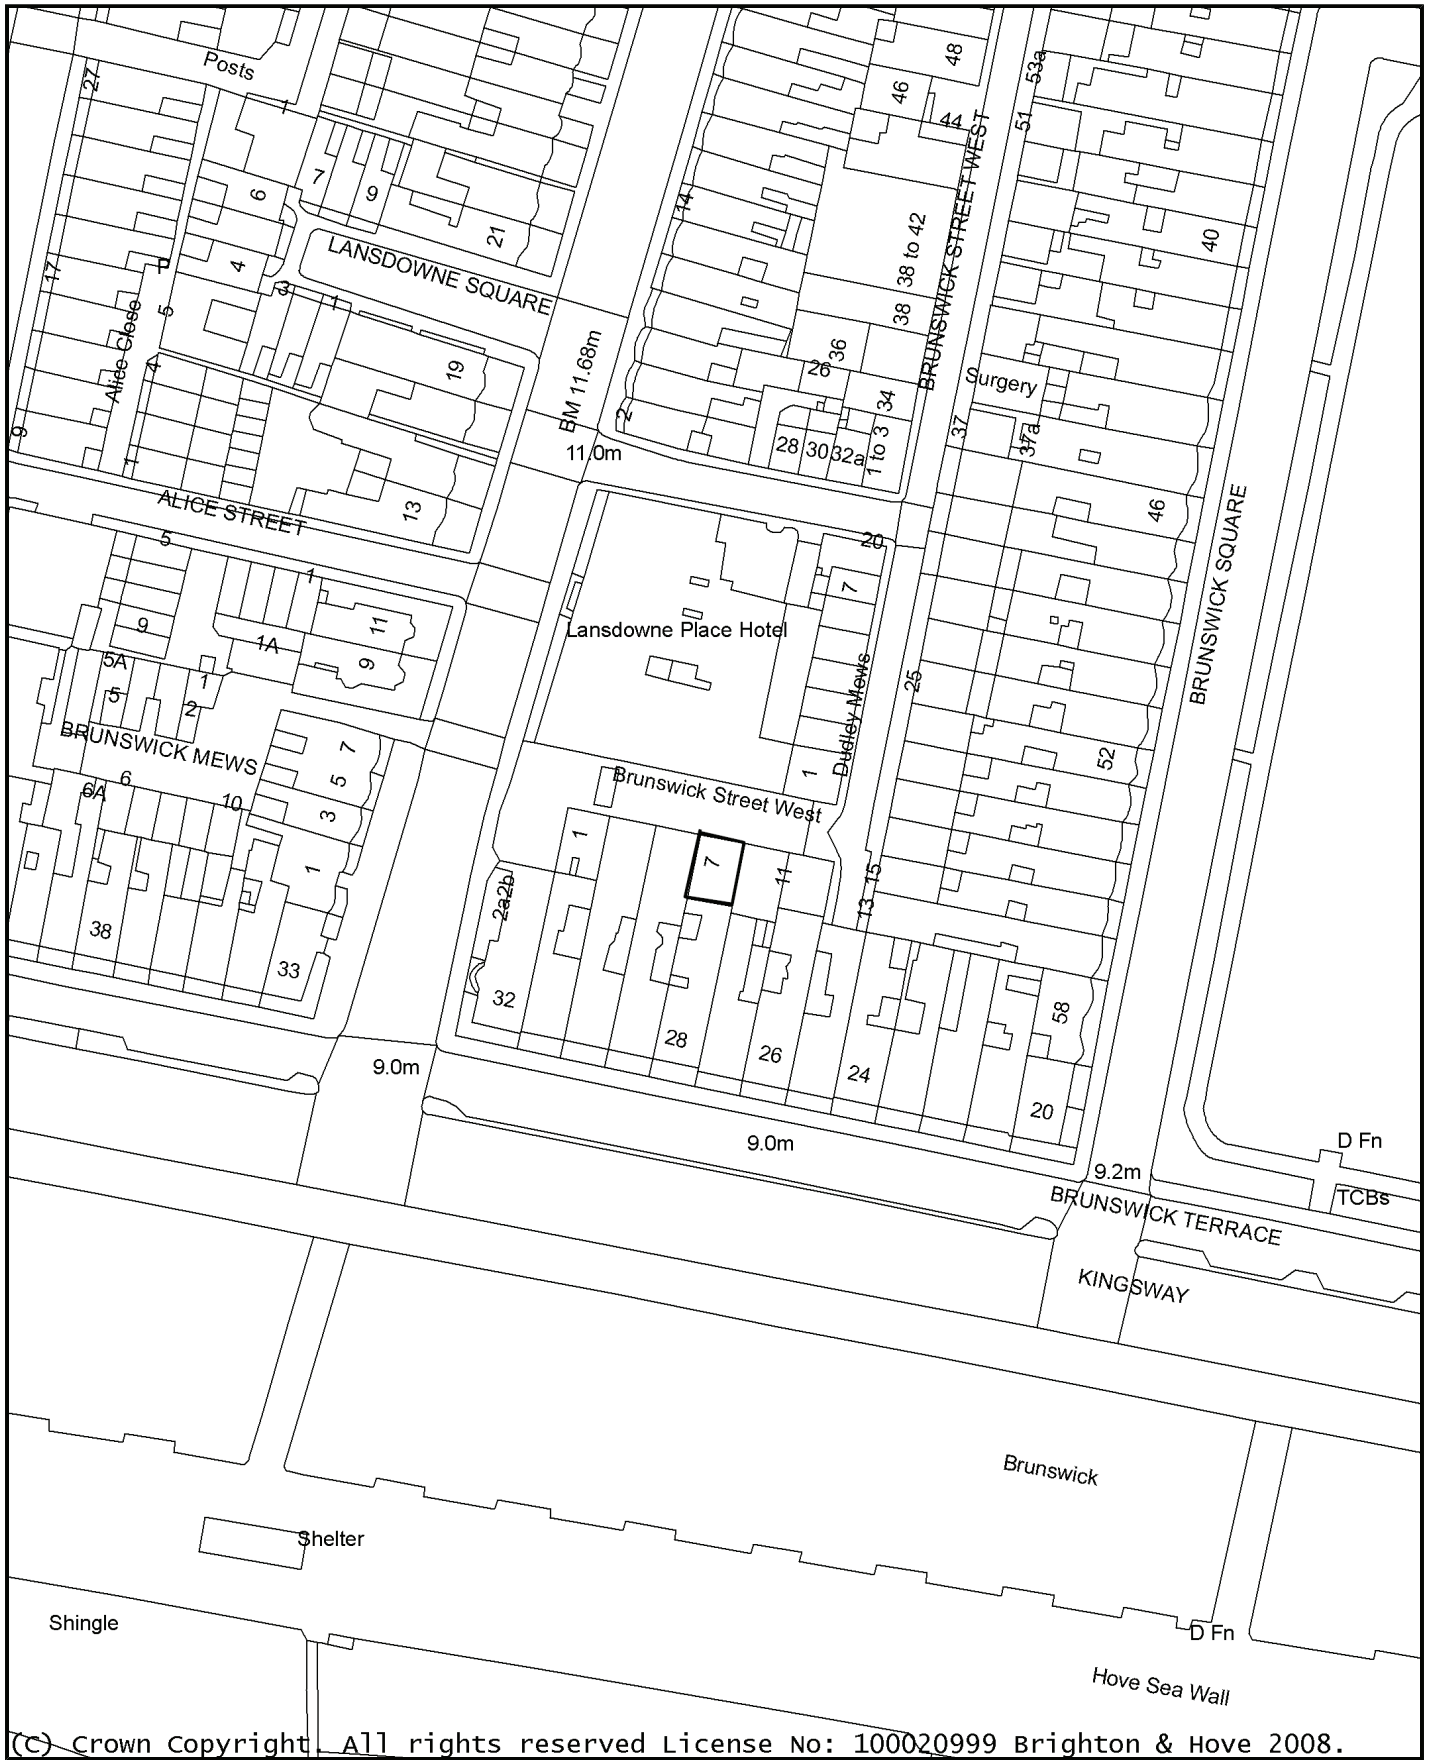 Posts
27
1
48
46
44
53a
51
7
9
6
21
14
BRUNSWICK STREET WEST
38 to 42
40
LANSDOWNE SQUARE
4
P
17
3
1
5
38
Alice Close
BM 11.68m
36
26
19
4
34
Surgery
2
37
37a
9
28
30
32a
1 to 3
11.0m
1
ALICE STREET
13
46
BRUNSWICK SQUARE
5
20
1
7
11
9
Lansdowne Place Hotel
1A
9
5A
1
5
2
25
Dudley Mews
BRUNSWICK MEWS
7
52
6
5
1
Brunswick Street West
6A
10
3
1
7
11
1
15
13
2a2b
38
33
32
28
26
24
58
20
9.0m
9.0m
9.2m
D Fn
TCBs
BRUNSWICK TERRACE
KINGSWAY
Brunswick
Shelter
Shingle
D Fn
Hove Sea Wall
(C) Crown Copyright. All rights reserved License No: 100020999 Brighton & Hove 2008.